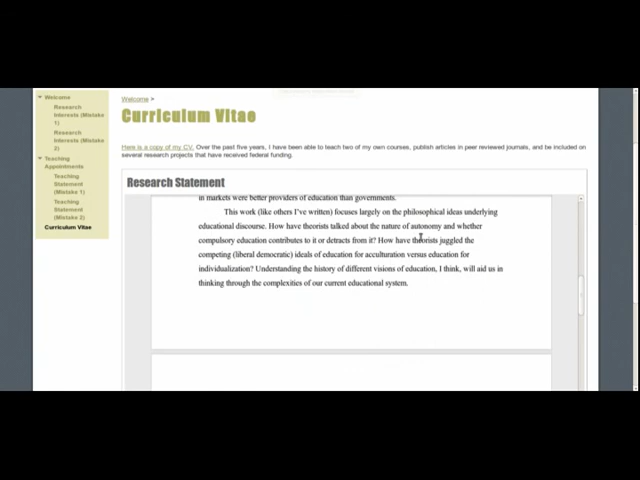 Welcome
Research
Interests (Mistake
1)
Research
Interests (Mistake
2)
Teaching
Appointments
Teaching
Statement
(Mistake 1)
Teaching
Statement
(Mistake 2)
Curriculum Vitae
Welcome >
Curriculum Vitae
Here is a copy of my CV. Over the past five years, I have been able to teach two of my own courses, publish articles in peer reviewed journals, and be included on
several research projects that have received federal funding.
Research Statement
in markets were better providers of education than governments.
This work (like others I've written) focuses largely on the philosophical ideas underlying
educational discourse. How have theorists talked about the nature of autonomy and whether
compulsory education contributes to it or detracts from it? How have theorists juggled the
competing (liberal democratic) ideals of education for acculturation versus education for
individualization? Understanding the history of different visions of education, I think, will aid us in
thinking through the complexities of our current educational system.